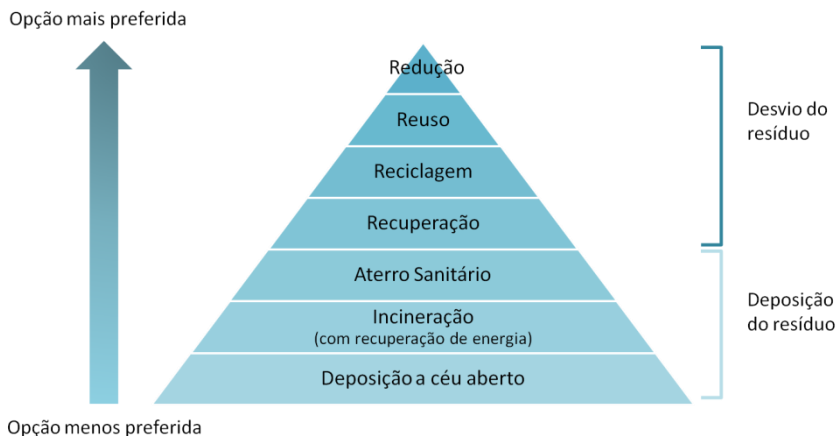 Opção mais preferida
Redução
Reuso
Reciclagem
Recuperação
Aterro Sanitário
Incineração
(com recuperação de energia)
Deposição a céu aberto
Desvio do
resíduo
Deposição
do resíduo
Opção menos preferida